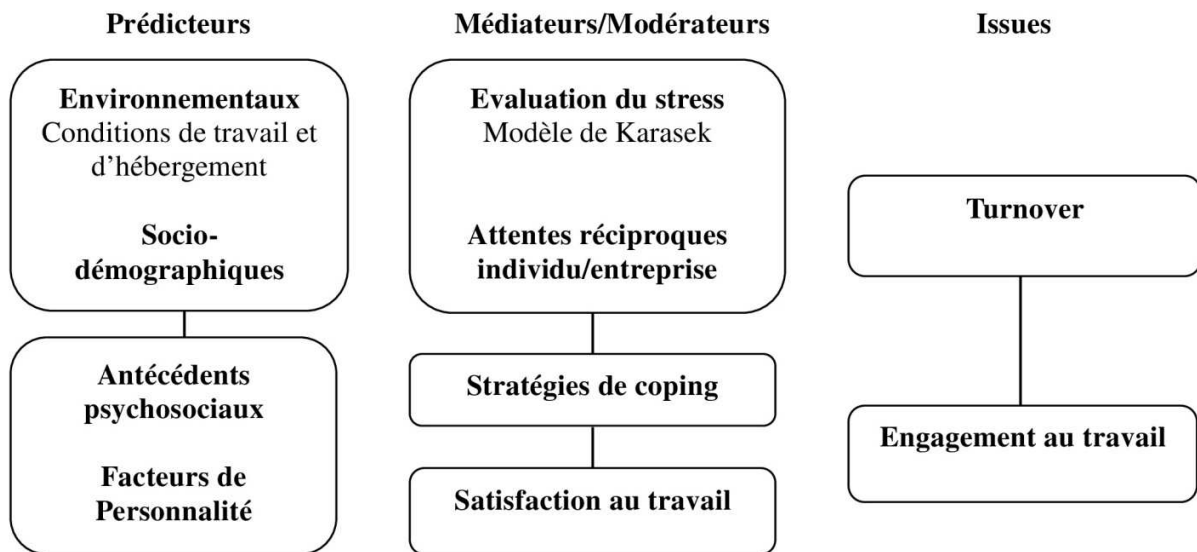 Prédicteurs
Médiateurs/Modérateurs
Issues
Environnementaux
Conditions de travail et
d’hébergement
Socio-
démographiques
Antécédents
psychosociaux
Facteurs de
Personnalité
Evaluation du stress
Modèle de Karasek
Attentes réciproques
individu/entreprise
Stratégies de coping
Satisfaction au travail
Turnover
Engagement au travail